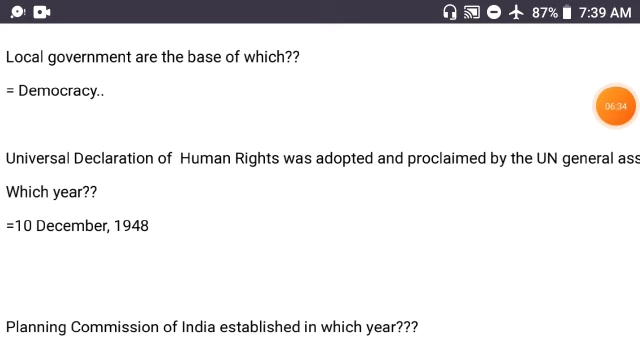 87% 7:39 AM
Local government are the base of which??
= Democracy..
06:34
Universal Declaration of Human Rights was adopted and proclaimed by the UN general ass
Which year??
=10 December, 1948
Planning Commission of India established in which year???